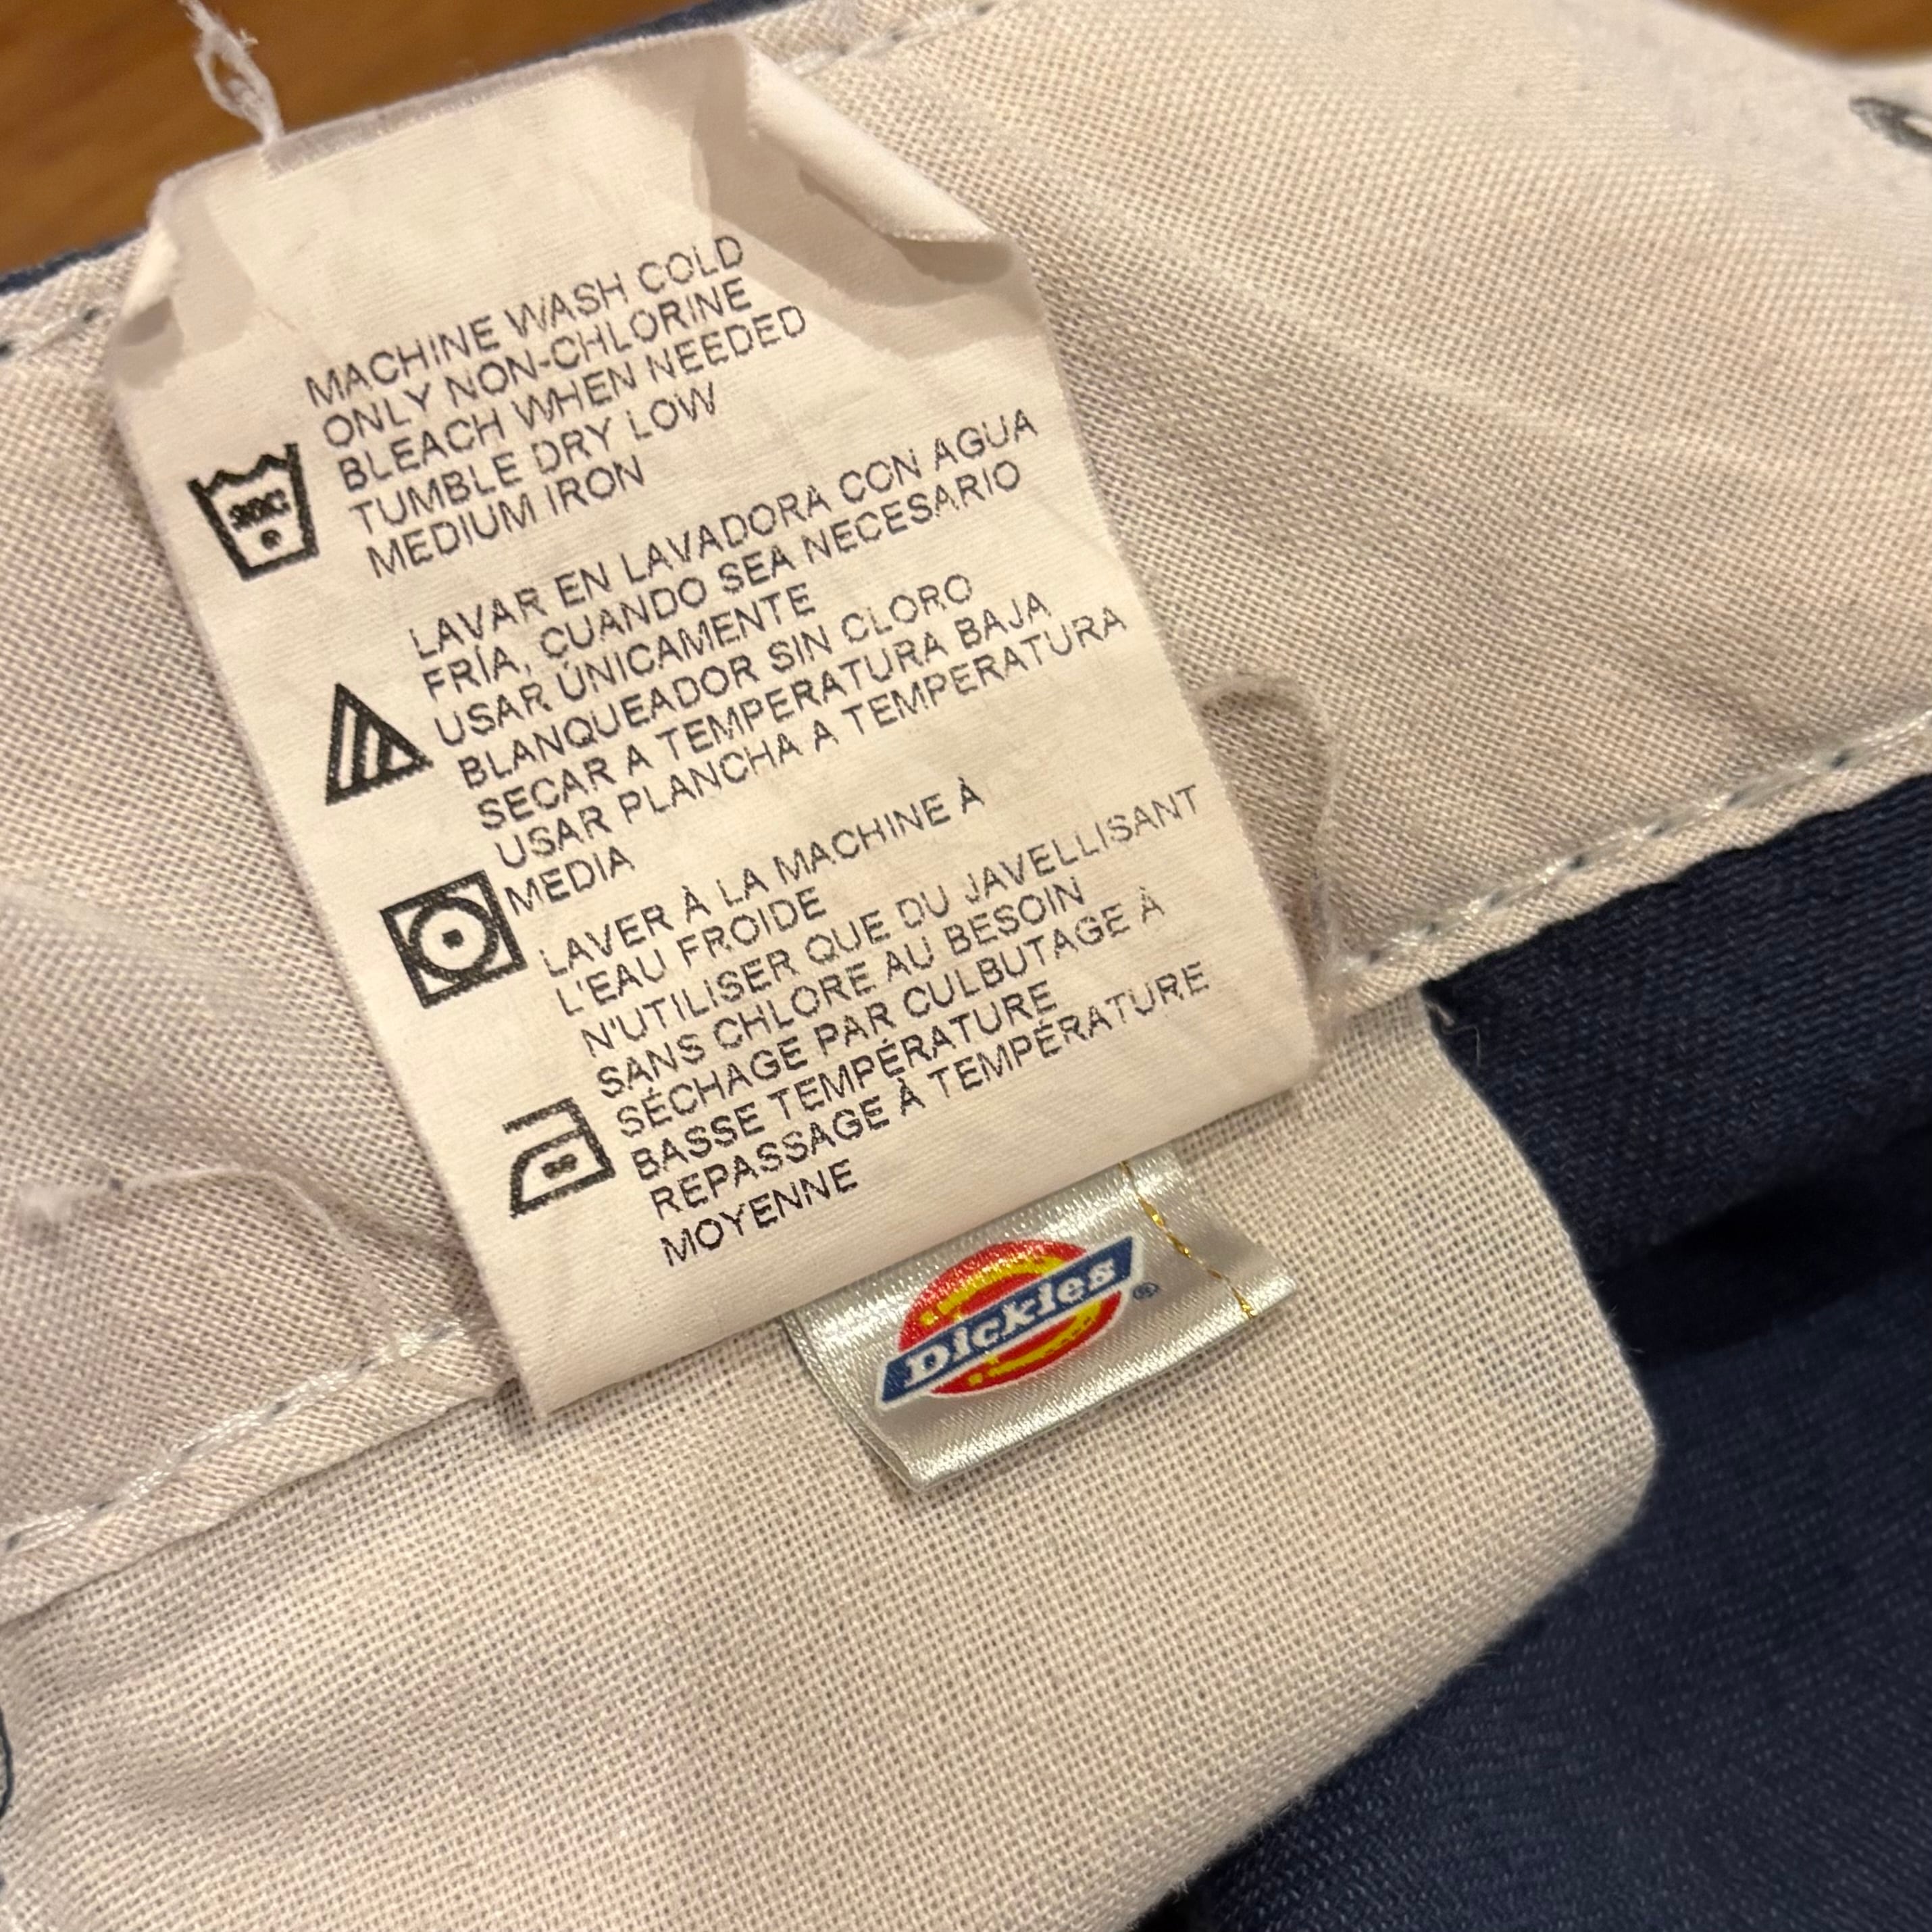 MACHINE WASH COLD
ONLY NON-CHLORINE
BLEACH WHEN NEEDED
TUMBLE DRY LOW
MEDIUM IRON
LAVAR EN LAVADORA CON AGUA
FRÍA, CUANDO SEA NECESARIO
USAR ÚNICAMENTE
BLANQUEADOR SIN CLORO
SECAR A TEMPERATURA BAJA
USAR PLANCHA A TEMPERATURA
MEDIA
LAVER À LA MACHINE À
L'EAU FROIDE
N'UTILISER QUE DU JAVELLISANT
SANS CHLORE AU BESOIN
SÉCHAGE PAR CULBUTAGE À
BASSE TEMPÉRATURE
REPASSAGE À TEMPÉRATURE
MOYENNE
Dickies®